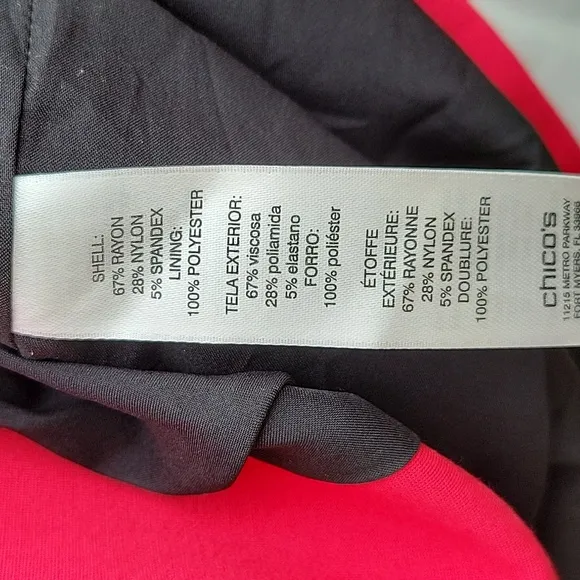 SHELL:
67% RAYON
28% NYLON
5% SPANDEX
LINING:
100% POLYESTER
TELA EXTERIOR:
67% viscosa
28% poliamida
5% elastano
FORRO:
100% poliéster
ÉTOFFE
EXTÉRIEURE:
67% RAYONNE
28% NYLON
5% SPANDEX
DOUBLURE:
100% POLYESTER
chico's
11215 METRO PARKWAY
FORT MYERS, FL